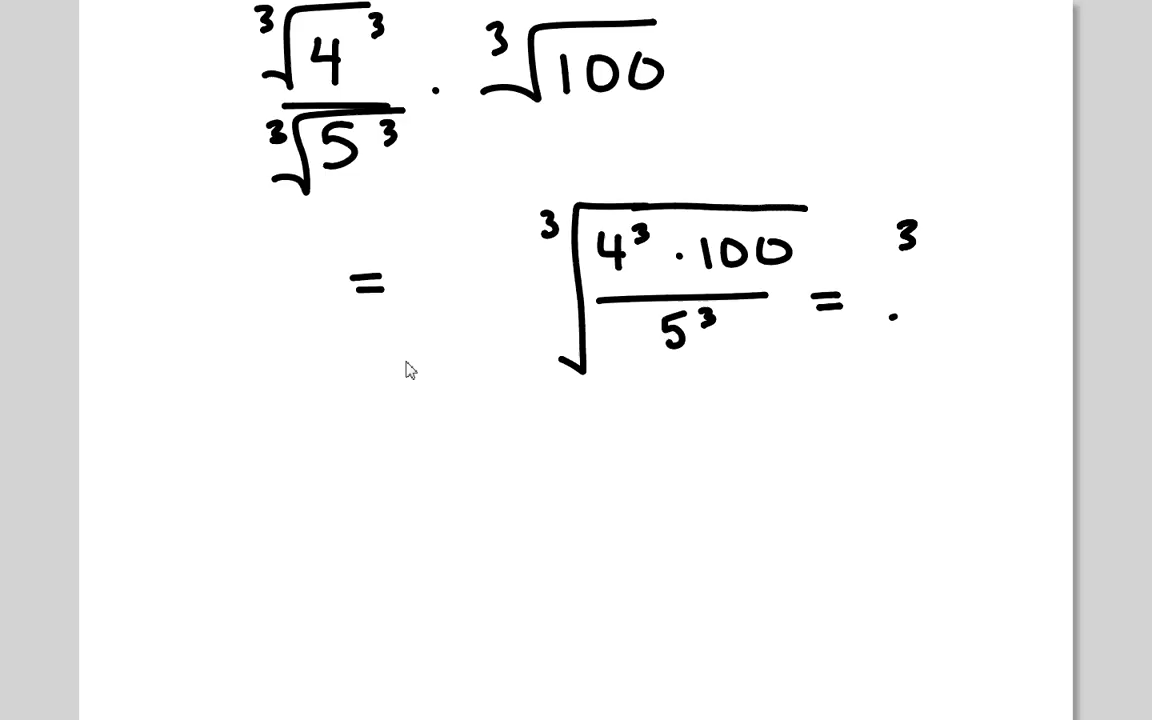 ∛4³ / ∛5³ · ∛100
= ∛(4³ · 100 / 5³) = 3 .